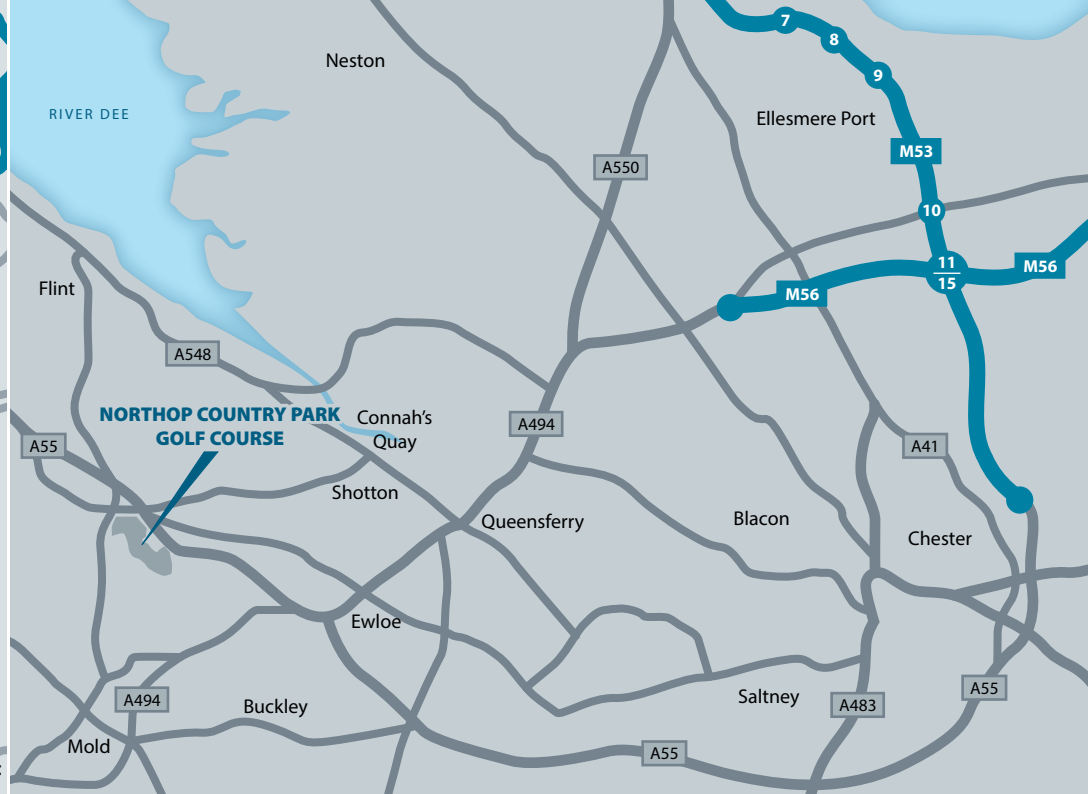 7
8
Neston
9
RIVER DEE
Ellesmere Port
M53
A550
10
11
15
M56
M56
Flint
A548
NORTHOP COUNTRY PARK
GOLF COURSE
Connah's
Quay
A494
A55
A41
Shotton
Queensferry
Blacon
Chester
Ewloe
A494
Buckley
Saltney
A483
A55
Mold
A55